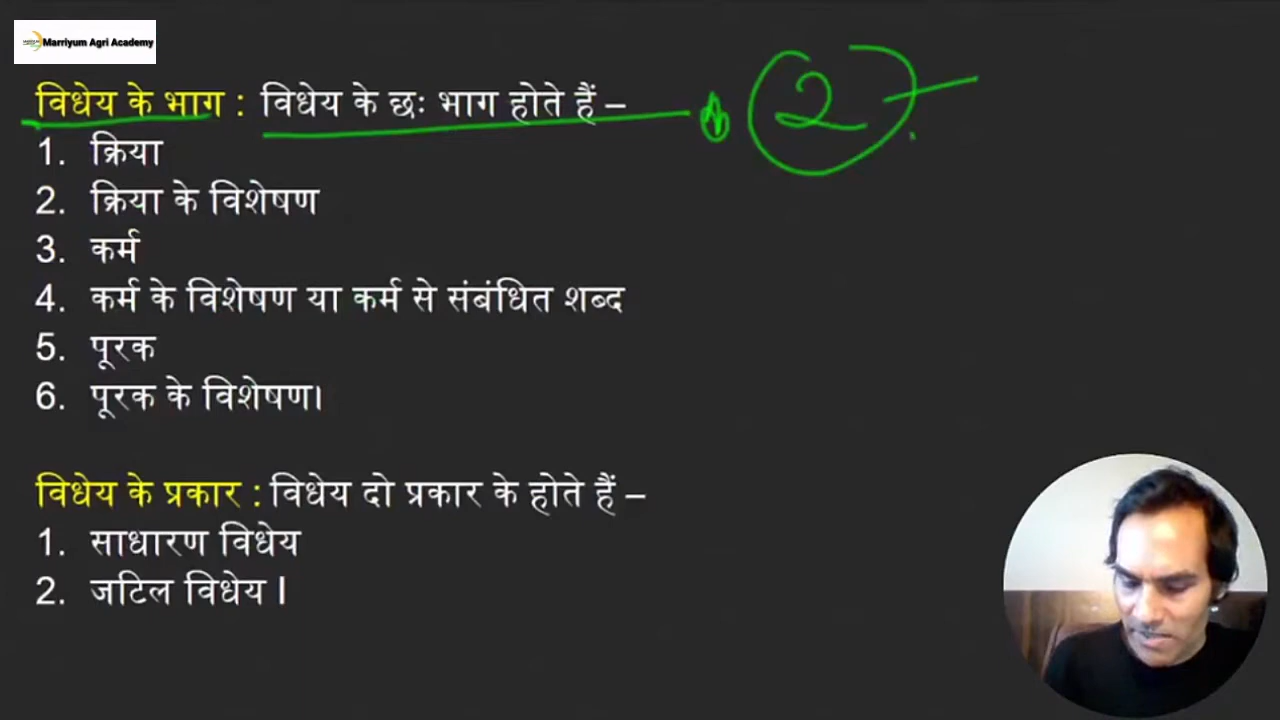 Marriyum Agri Academy
विधेय के भाग : विधेय के छः भाग होते हैं – 2
1. क्रिया
2. क्रिया के विशेषण
3. कर्म
4. कर्म के विशेषण या कर्म से संबंधित शब्द
5. पूरक
6. पूरक के विशेषण।
विधेय के प्रकार : विधेय दो प्रकार के होते हैं –
1. साधारण विधेय
2. जटिल विधेय I